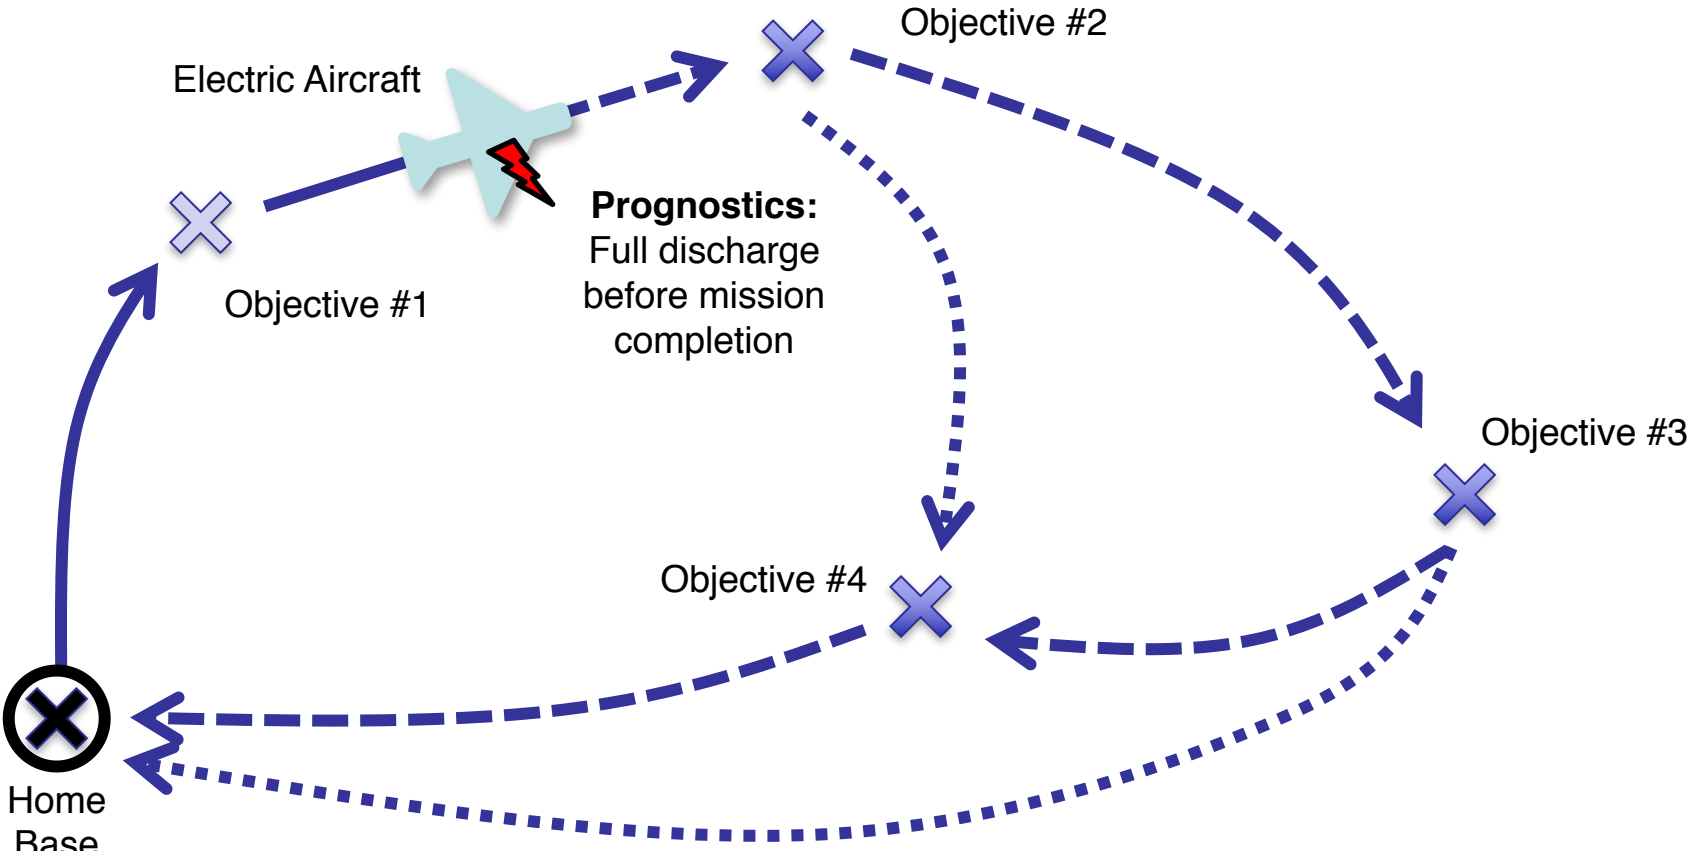 Objective #2
Electric Aircraft
Prognostics:
Full discharge
before mission
completion
Objective #1
Objective #3
Objective #4
Home
Base